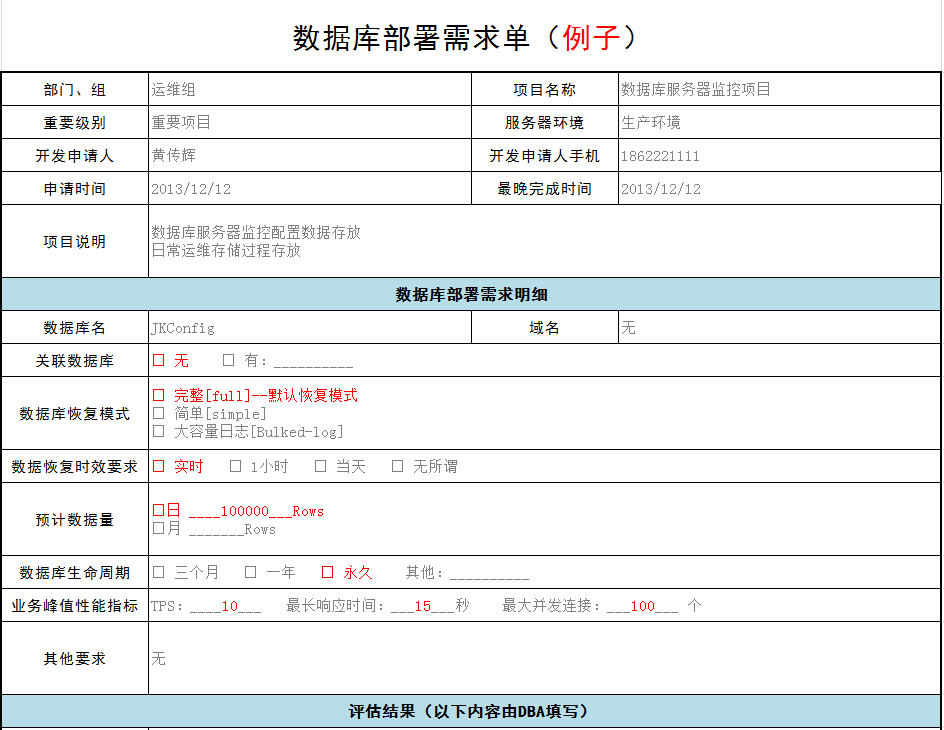 数据库部署需求单（例子）
部门、组 运维组 项目名称 数据库服务器监控项目
重要级别 重要项目 服务器环境 生产环境
开发申请人 黄传辉 开发申请人手机 1862221111
申请时间 2013/12/12 最晚完成时间 2013/12/12
项目说明 数据库服务器监控配置数据存放
日常运维存储过程存放
数据库部署需求明细
数据库名 JKConfig 域名 无
关联数据库 □ 无 □ 有：__________
数据库恢复模式 □ 完整[full]--默认恢复模式
□ 简单[simple]
□ 大容量日志[Bulked-log]
数据恢复时效要求 □ 实时 □ 1小时 □ 当天 □ 无所谓
预计数据量 □日 ____100000___Rows
□月 _______Rows
数据库生命周期 □ 三个月 □ 一年 □ 永久 其他：__________
业务峰值性能指标 TPS：____10___ 最长响应时间：___15___秒 最大并发连接：___100___ 个
其他要求 无
评估结果（以下内容由DBA填写）